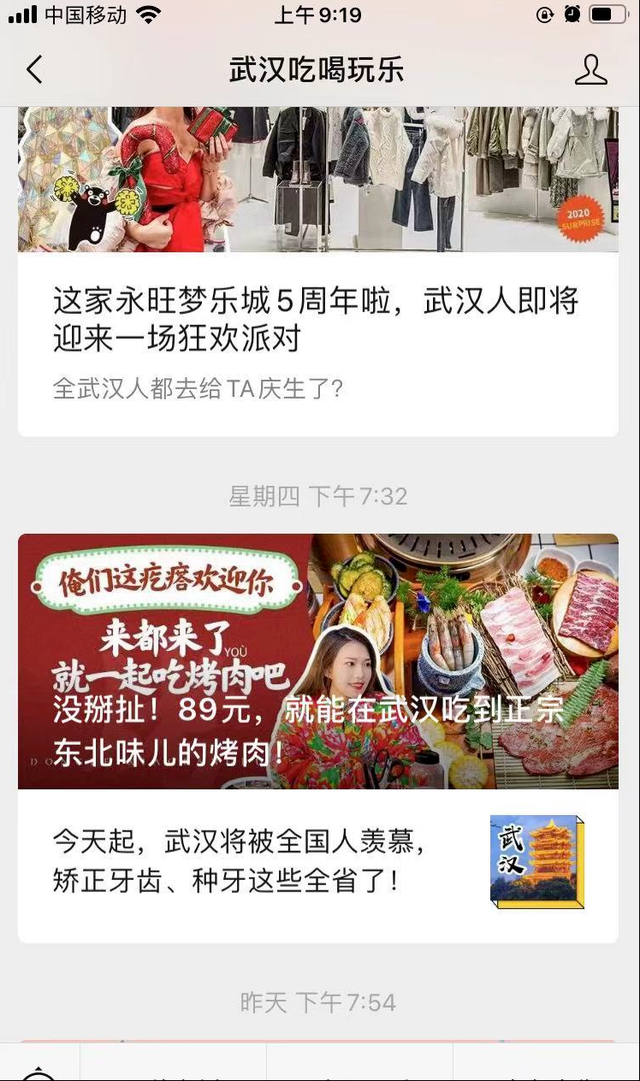 中国移动
上午9:19
武汉吃喝玩乐
2020
SURPRISE
这家永旺梦乐城5周年啦，武汉人即将
迎来一场狂欢派对
全武汉人都去给TA庆生了？
星期四 下午7:32
俺们这疙瘩欢迎你
来都来了
YOÙ
就一起吃烤肉吧
没掰扯！89元，就能在武汉吃到正宗
东北味儿的烤肉！
今天起，武汉将被全国人羡慕，
矫正牙齿、种牙这些全省了！
武汉
昨天 下午7:54